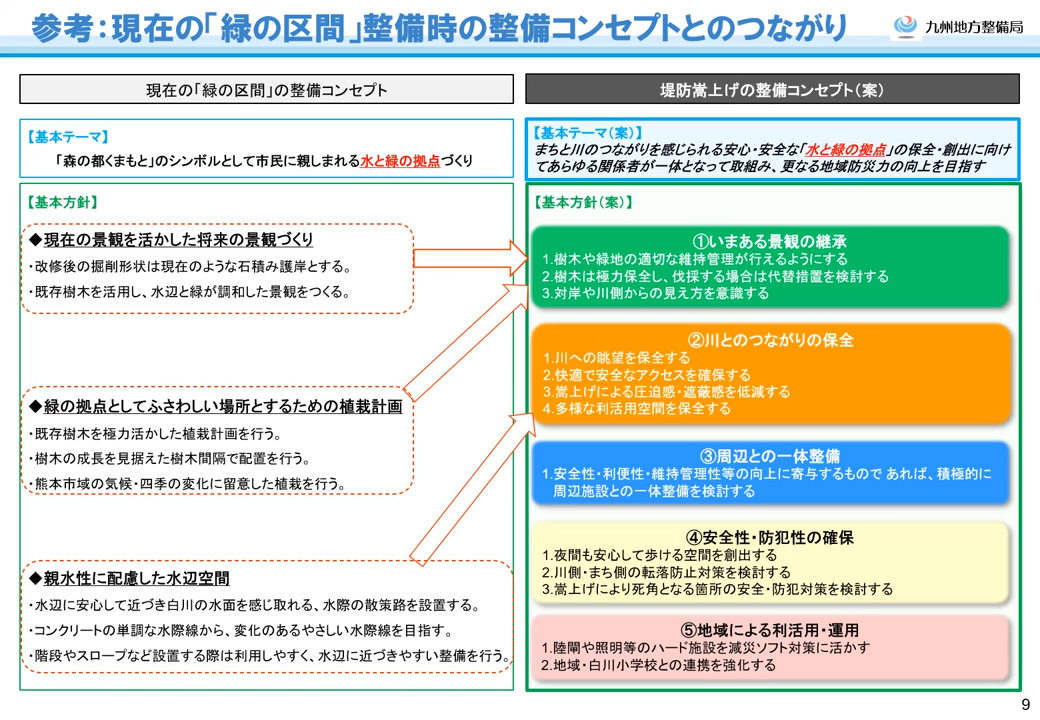 参考：現在の「緑の区間」整備時の整備コンセプトとのつながり
九州地方整備局
現在の「緑の区間」の整備コンセプト
【基本テーマ】
「森の都くまもと」のシンボルとして市民に親しまれる水と緑の拠点づくり
【基本方針】
◆現在の景観を活かした将来の景観づくり
・改修後の掘削形状は現在のような石積み護岸とする。
・既存樹木を活用し、水辺と緑が調和した景観をつくる。
◆緑の拠点としてふさわしい場所とするための植栽計画
・既存樹木を極力活かした植栽計画を行う。
・樹木の成長を見据えた樹木間隔で配置を行う。
・熊本市域の気候・四季の変化に留意した植栽を行う。
◆親水性に配慮した水辺空間
・水辺に安心して近づき白川の水面を感じ取れる、水際の散策路を設置する。
・コンクリートの単調な水際線から、変化のあるやさしい水際線を目指す。
・階段やスロープなど設置する際は利用しやすく、水辺に近づきやすい整備を行う。
堤防嵩上げの整備コンセプト（案）
【基本テーマ（案）】
まちと川のつながりを感じられる安心・安全な「水と緑の拠点」の保全・創出に向け
てあらゆる関係者が一体となって取組み、更なる地域防災力の向上を目指す
【基本方針（案）】
①いまある景観の継承
1.樹木や緑地の適切な維持管理が行えるようにする
2.樹木は極力保全し、伐採する場合は代替措置を検討する
3.対岸や川側からの見え方を意識する
②川とのつながりの保全
1.川への眺望を保全する
2.快適で安全なアクセスを確保する
3.嵩上げによる圧迫感・遮蔽感を低減する
4.多様な利活用空間を保全する
③周辺との一体整備
1.安全性・利便性・維持管理性等の向上に寄与するもので あれば、積極的に
周辺施設との一体整備を検討する
④安全性・防犯性の確保
1.夜間も安心して歩ける空間を創出する
2.川側・まち側の転落防止対策を検討する
3.嵩上げにより死角となる箇所の安全・防犯対策を検討する
⑤地域による利活用・運用
1.陸閘や照明等のハード施設を減災ソフト対策に活かす
2.地域・白川小学校との連携を強化する
9